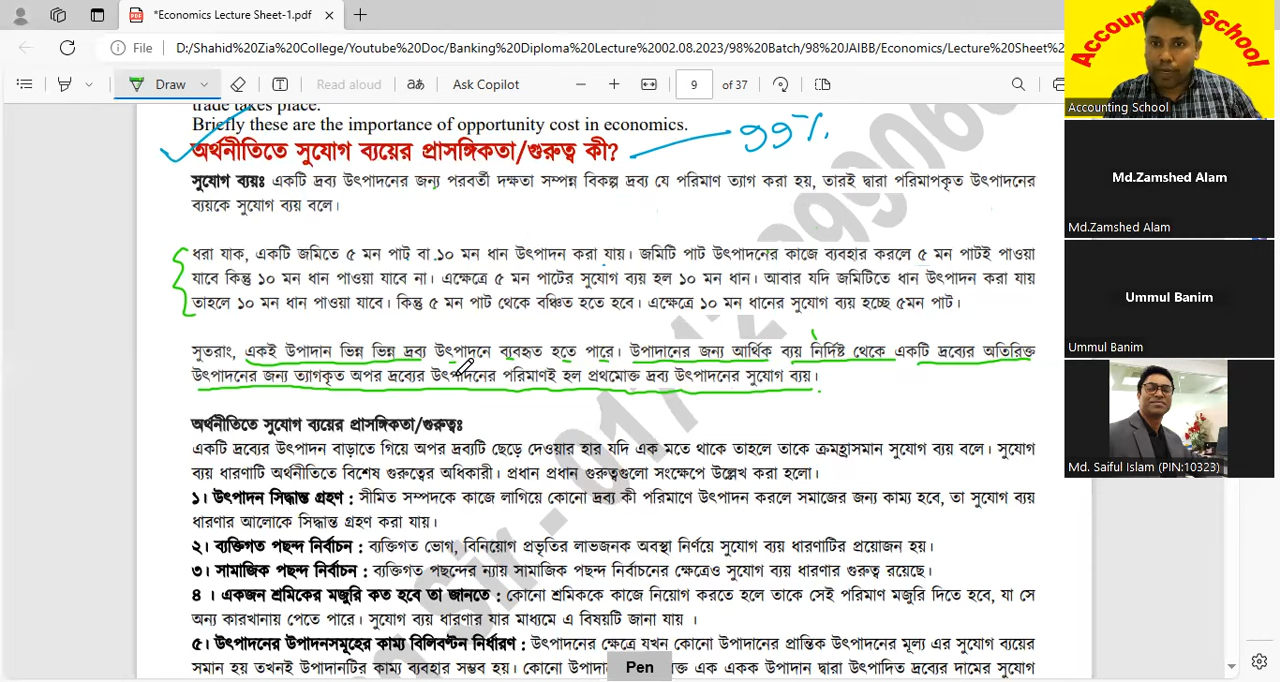 *Economics Lecture Sheet-1.pdf
File
D:/Shahid%20Zia%20College/Youtube%20Doc/Banking%20Diploma%20Lecture%2002.08.2023/98%20Batch/98%20JAIBB/Economics/Lecture%20Sheet
Draw
Read aloud
aあ
Ask Copilot
9 of 37
trade takes place.
Briefly these are the importance of opportunity cost in economics.
অর্থনীতিতে সুযোগ ব্যয়ের প্রাসঙ্গিকতা/গুরুত্ব কী?
99%
সুযোগ ব্যয়ঃ একটি দ্রব্য উৎপাদনের জন্য পরবর্তী দক্ষতা সম্পন্ন বিকল্প দ্রব্য যে পরিমাণ ত্যাগ করা হয়, তারই দ্বারা পরিমাপকৃত উৎপাদনের
ব্যয়কে সুযোগ ব্যয় বলে।
ধরা যাক, একটি জমিতে ৫ মন পাট বা ১০ মন ধান উৎপাদন করা যায়। জমিটি পাট উৎপাদনের কাজে ব্যবহার করলে ৫ মন পাটই পাওয়া
যাবে কিন্তু ১০ মন ধান পাওয়া যাবে না। এক্ষেত্রে ৫ মন পাটের সুযোগ ব্যয় হল ১০ মন ধান। আবার যদি জমিটিতে ধান উৎপাদন করা যায়
তাহলে ১০ মন ধান পাওয়া যাবে। কিন্তু ৫ মন পাট থেকে বঞ্চিত হতে হবে। এক্ষেত্রে ১০ মন ধানের সুযোগ ব্যয় হচ্ছে ৫মন পাট।
সুতরাং, একই উপাদান ভিন্ন ভিন্ন দ্রব্য উৎপাদনে ব্যবহৃত হতে পারে। উপাদানের জন্য আর্থিক ব্যয় নির্দিষ্ট থেকে একটি দ্রব্যের অতিরিক্ত
উৎপাদনের জন্য ত্যাগকৃত অপর দ্রব্যের উৎপাদনের পরিমাণই হল প্রথমোক্ত দ্রব্য উৎপাদনের সুযোগ ব্যয়।
অর্থনীতিতে সুযোগ ব্যয়ের প্রাসঙ্গিকতা/গুরুত্বঃ
একটি দ্রব্যের উৎপাদন বাড়াতে গিয়ে অপর দ্রব্যটি ছেড়ে দেওয়ার হার যদি এক মতে থাকে তাহলে তাকে ক্রমহ্রাসমান সুযোগ ব্যয় বলে। সুযোগ
ব্যয় ধারণাটি অর্থনীতিতে বিশেষ গুরুত্বের অধিকারী। প্রধান প্রধান গুরুত্বগুলো সংক্ষেপে উল্লেখ করা হলো।
১। উৎপাদন সিদ্ধান্ত গ্রহণ : সীমিত সম্পদকে কাজে লাগিয়ে কোনো দ্রব্য কী পরিমাণে উৎপাদন করলে সমাজের জন্য কাম্য হবে, তা সুযোগ ব্যয়
ধারণার আলোকে সিদ্ধান্ত গ্রহণ করা যায়।
২। ব্যক্তিগত পছন্দ নির্বাচন : ব্যক্তিগত ভোগ, বিনিয়োগ প্রভৃতির লাভজনক অবস্থা নির্ণয়ে সুযোগ ব্যয় ধারণাটির প্রয়োজন হয়।
৩। সামাজিক পছন্দ নির্বাচন : ব্যক্তিগত পছন্দের ন্যায় সামাজিক পছন্দ নির্বাচনের ক্ষেত্রেও সুযোগ ব্যয় ধারণার গুরুত্ব রয়েছে।
৪ । একজন শ্রমিকের মজুরি কত হবে তা জানতে : কোনো শ্রমিককে কাজে নিয়োগ করতে হলে তাকে সেই পরিমাণ মজুরি দিতে হবে, যা সে
অন্য কারখানায় পেতে পারে। সুযোগ ব্যয় ধারণার যার মাধ্যমে এ বিষয়টি জানা যায় ।
৫। উৎপাদনের উপাদানসমূহের কাম্য বিলিবণ্টন নির্ধারণ : উৎপাদনের ক্ষেত্রে যখন কোনো উপাদানের প্রান্তিক উৎপাদনের মূল্য এর সুযোগ ব্যয়ের
সমান হয় তখনই উপাদানটির কাম্য ব্যবহার সম্ভব হয়। কোনো এক একক উপাদান দ্বারা উৎপাদিত দ্রব্যের দামের সুযোগ
Pen
Accounting School
Accounting School
Md.Zamshed Alam
Md.Zamshed Alam
Ummul Banim
Ummul Banim
Md. Saiful Islam (PIN:10323)